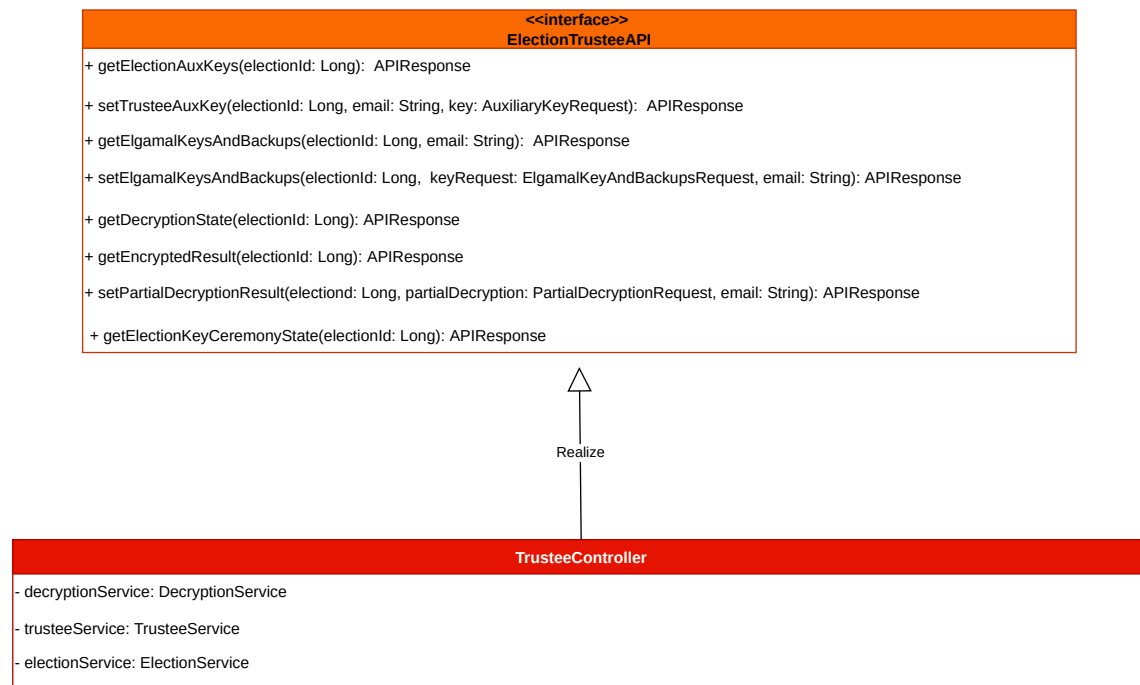 <<interface>>
ElectionTrusteeAPI
+ getElectionAuxKeys(electionId: Long):  APIResponse
+ setTrusteeAuxKey(electionId: Long, email: String, key: AuxiliaryKeyRequest):  APIResponse
+ getElgamalKeysAndBackups(electionId: Long, email: String):  APIResponse
+ setElgamalKeysAndBackups(electionId: Long,  keyRequest: ElgamalKeyAndBackupsRequest, email: String): APIResponse
+ getDecryptionState(electionId: Long): APIResponse
+ getEncryptedResult(electionId: Long): APIResponse
+ setPartialDecryptionResult(electiond: Long, partialDecryption: PartialDecryptionRequest, email: String): APIResponse
+ getElectionKeyCeremonyState(electionId: Long): APIResponse
Realize
TrusteeController
- decryptionService: DecryptionService
- trusteeService: TrusteeService
- electionService: ElectionService